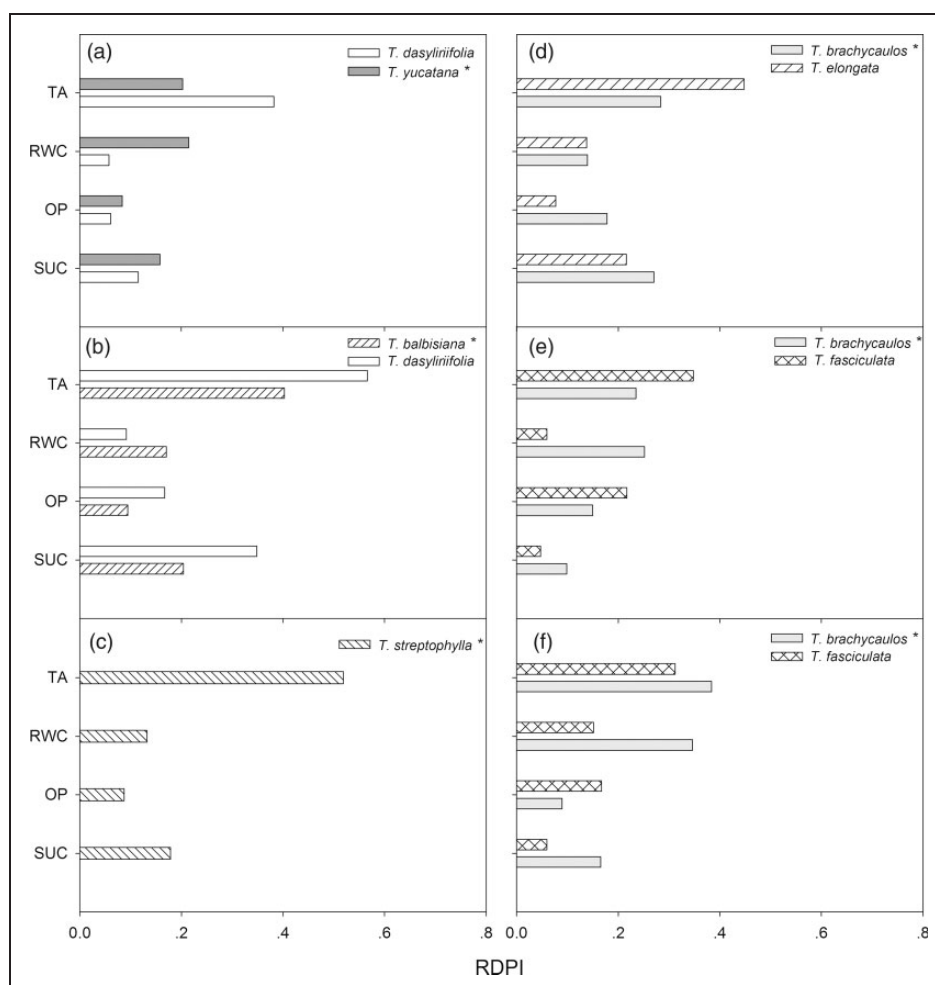 (a)
T. dasyliriifolia
T. yucatana *
TA
RWC
OP
SUC
(b)
T. balbisiana *
T. dasyliriifolia
TA
RWC
OP
SUC
(c)
T. streptophylla *
TA
RWC
OP
SUC
0.0 .2 .4 .6 .8
(d)
T. brachycaulos *
T. elongata
(e)
T. brachycaulos *
T. fasciculata
(f)
T. brachycaulos *
T. fasciculata
0.0 .2 .4 .6 .8
RDPI